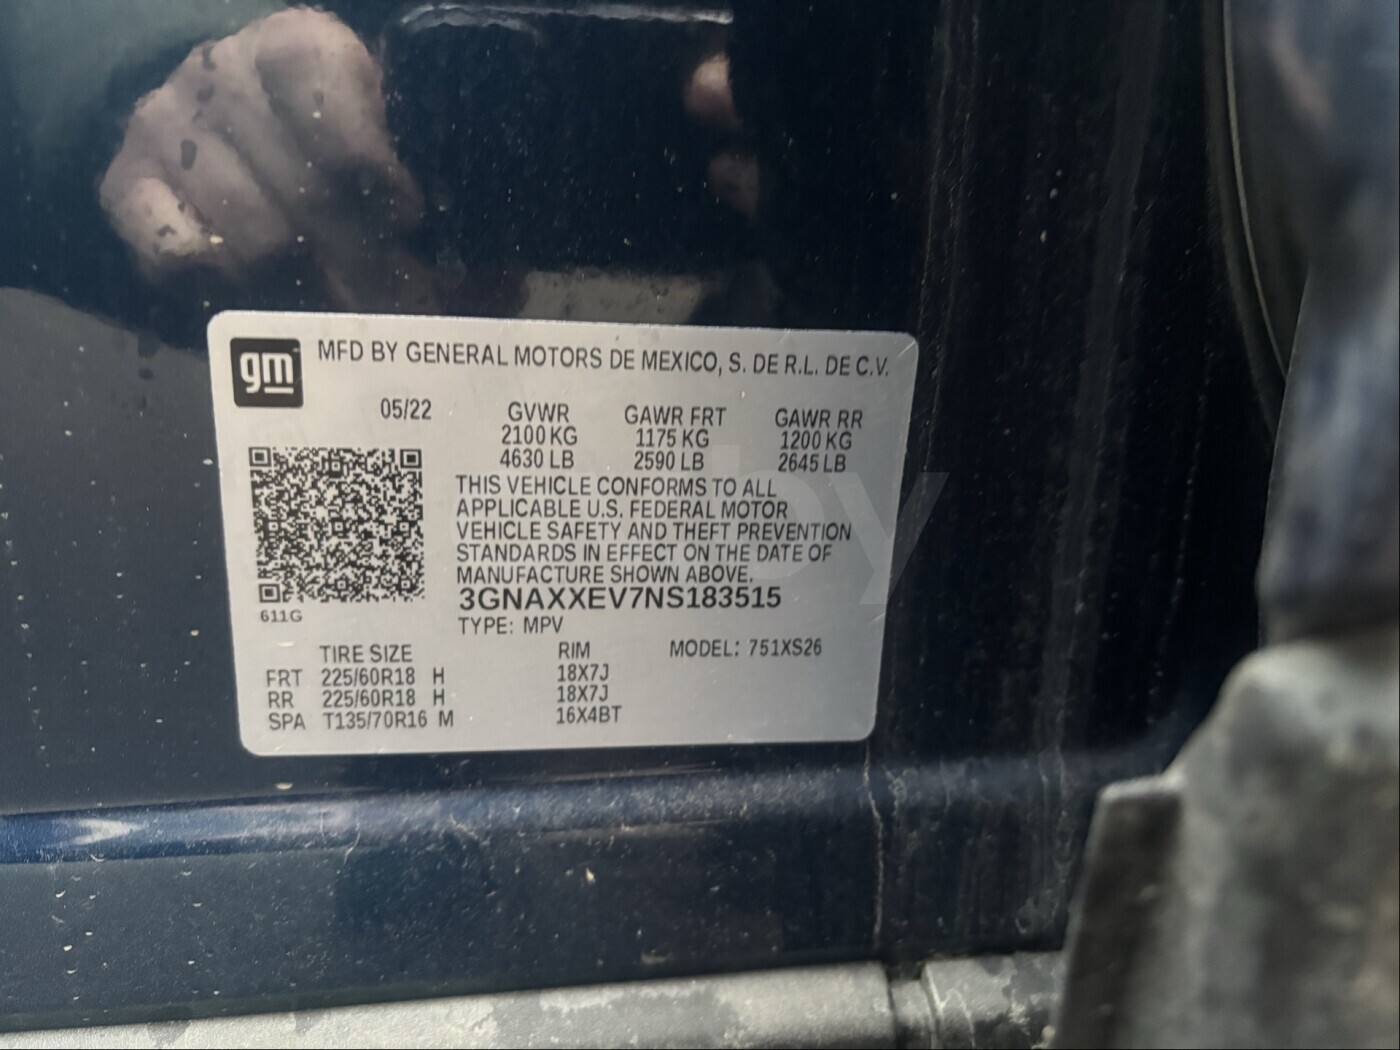 gm MFD BY GENERAL MOTORS DE MEXICO, S. DE R.L. DE C.V.
05/22 GVWR GAWR FRT GAWR RR
2100 KG 1175 KG 1200 KG
4630 LB 2590 LB 2645 LB
THIS VEHICLE CONFORMS TO ALL
APPLICABLE U.S. FEDERAL MOTOR
VEHICLE SAFETY AND THEFT PREVENTION
STANDARDS IN EFFECT ON THE DATE OF
MANUFACTURE SHOWN ABOVE.
3GNAXXEV7NS183515
611G
TYPE: MPV
TIRE SIZE RIM MODEL: 751XS26
FRT 225/60R18 H 18X7J
RR 225/60R18 H 18X7J
SPA T135/70R16 M 16X4BT